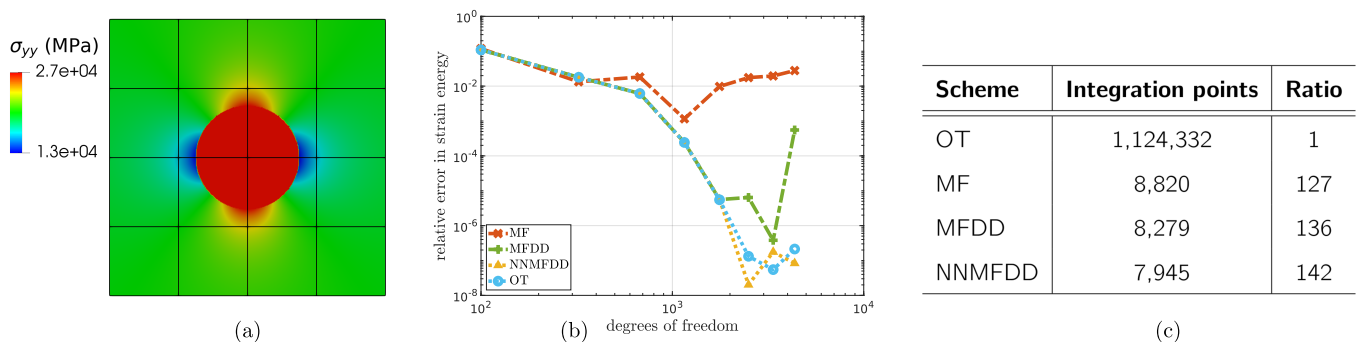 σyy (MPa)
2.7e+04
1.3e+04
(a)
relative error in strain energy
10^0
10^-2
10^-4
10^-6
10^-8
MF
MFDD
NNMFDD
OT
10^2
10^3
10^4
degrees of freedom
(b)
Scheme Integration points Ratio
OT 1,124,332 1
MF 8,820 127
MFDD 8,279 136
NNMFDD 7,945 142
(c)